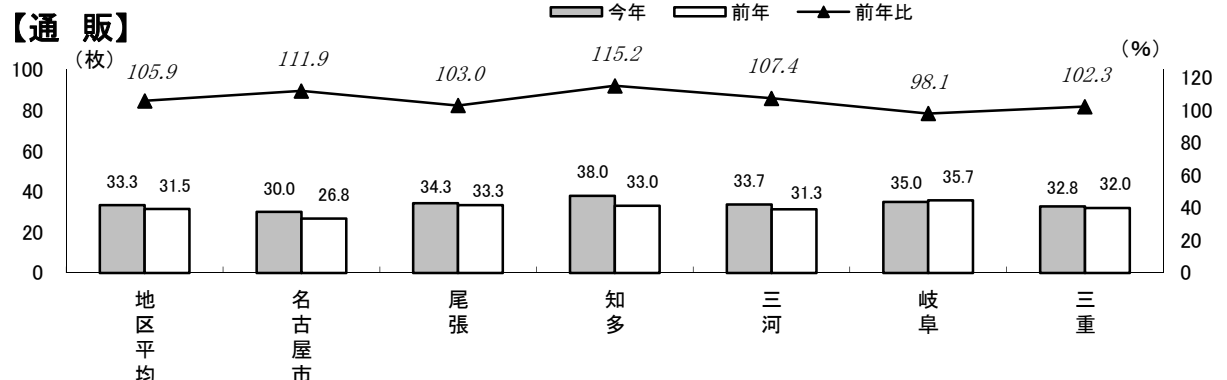 今年 前年 前年比
【通 販】
（枚） （%）
105.9 111.9 103.0 115.2 107.4 98.1 102.3
100 80 60 40 20 0
120 100 80 60 40 20 0
33.3 31.5 30.0 26.8 34.3 33.3 38.0 33.0 33.7 31.3 35.0 35.7 32.8 32.0
地区平均
名古屋市
尾張
知多
三河
岐阜
三重